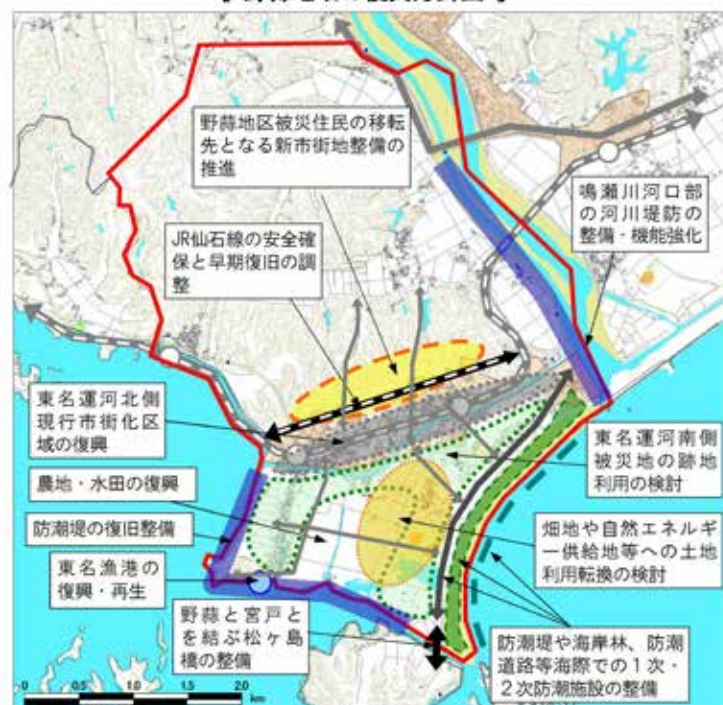 野蒜地区被災住民の移転
先となる新市街地整備の
推進
鳴瀬川河口部
の河川堤防の
整備・機能強化
JR仙石線の安全確
保と早期復旧の調
整
東名運河北側
現行市街化区
域の復興
東名運河南側
被災地の跡地
利用の検討
農地・水田の復興
防潮堤の復旧整備
畑地や自然エネルギ
ー供給地等への土地
利用転換の検討
東名漁港の
復興・再生
野蒜と宮戸と
を結ぶ松ヶ島
橋の整備
防潮堤や海岸林、防潮
道路等海際での1次・
2次防潮施設の整備
0 0.5 1.0 1.5 2.0
km